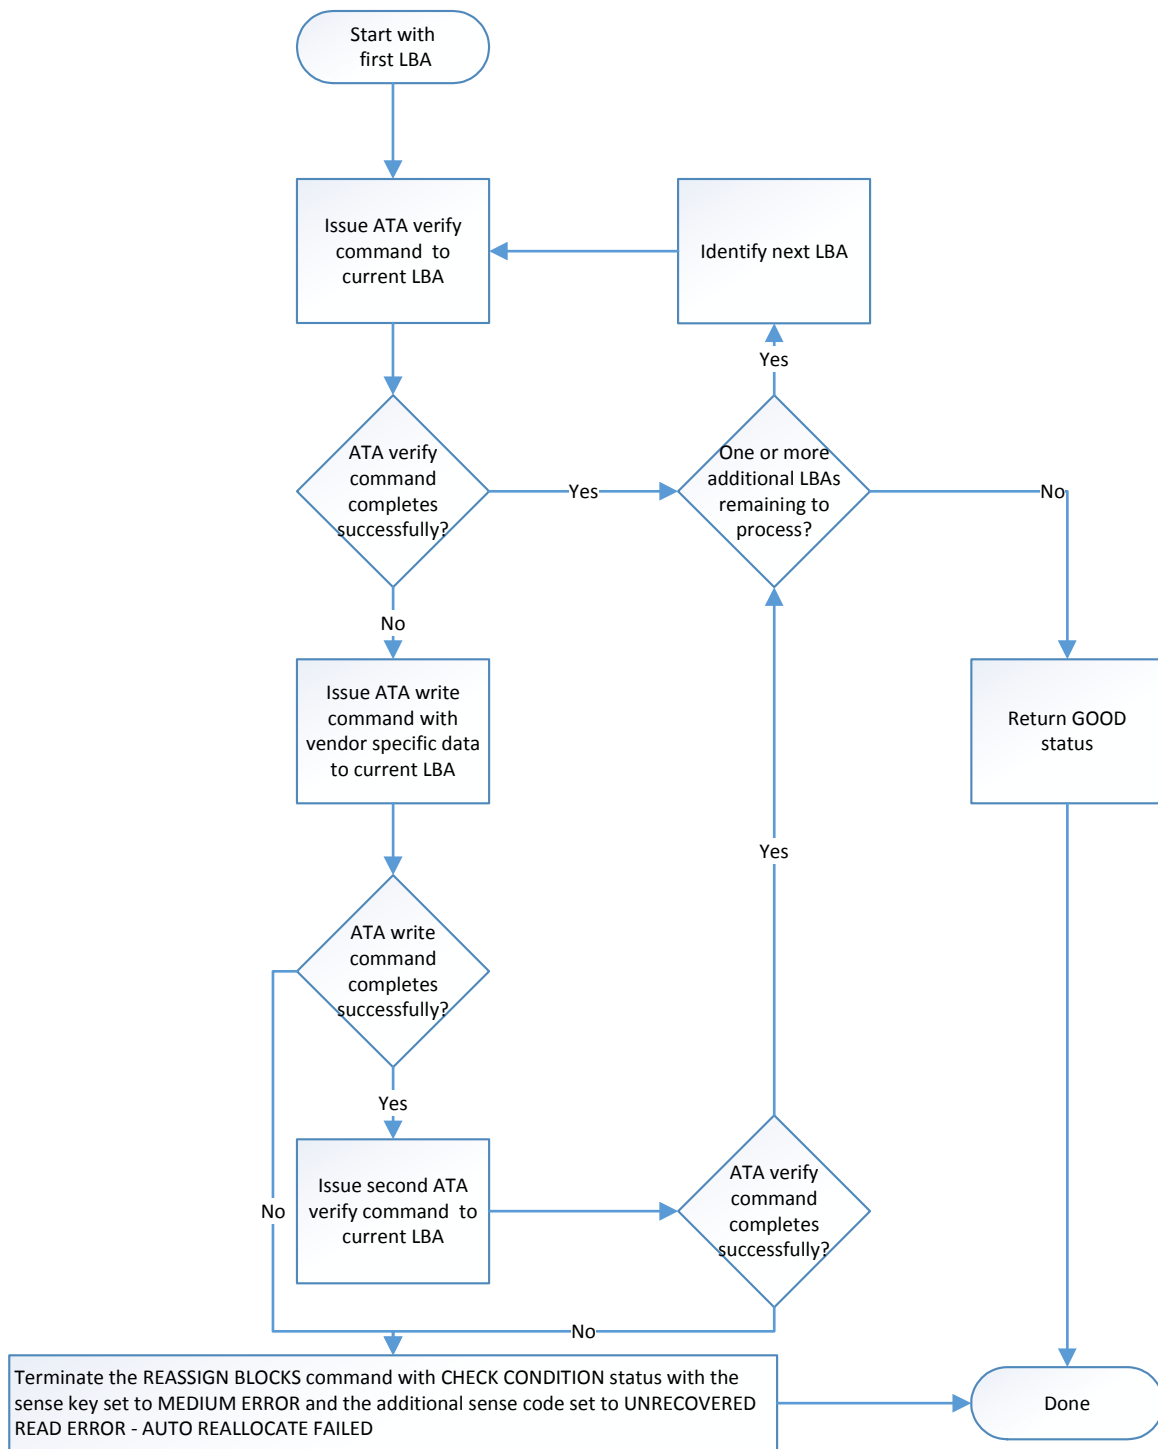 Start with
first LBA
Issue ATA verify
command to
current LBA
Identify next LBA
Yes
ATA verify
command
completes
successfully?
Yes
One or more
additional LBAs
remaining to
process?
No
No
Issue ATA write
command with
vendor specific data
to current LBA
Return GOOD
status
Yes
ATA write
command
completes
successfully?
Yes
No
Issue second ATA
verify command to
current LBA
ATA verify
command
completes
successfully?
No
Terminate the REASSIGN BLOCKS command with CHECK CONDITION status with the
sense key set to MEDIUM ERROR and the additional sense code set to UNRECOVERED
READ ERROR - AUTO REALLOCATE FAILED
Done